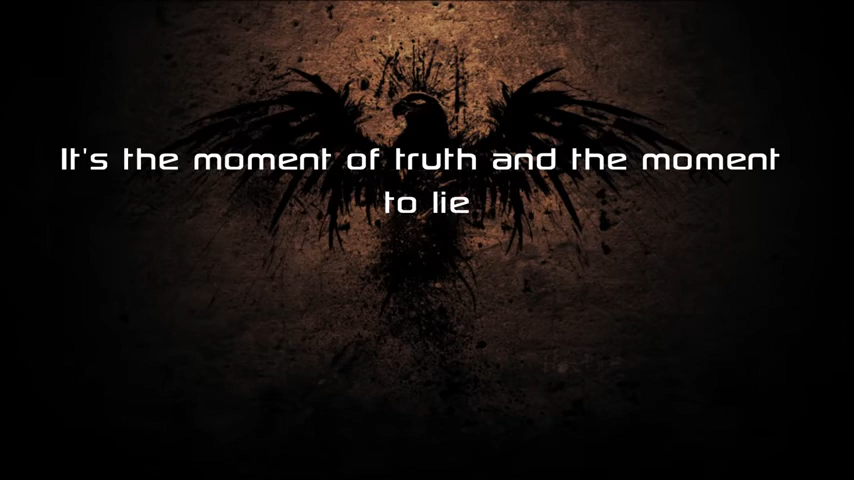 It's the moment of truth and the moment
to lie